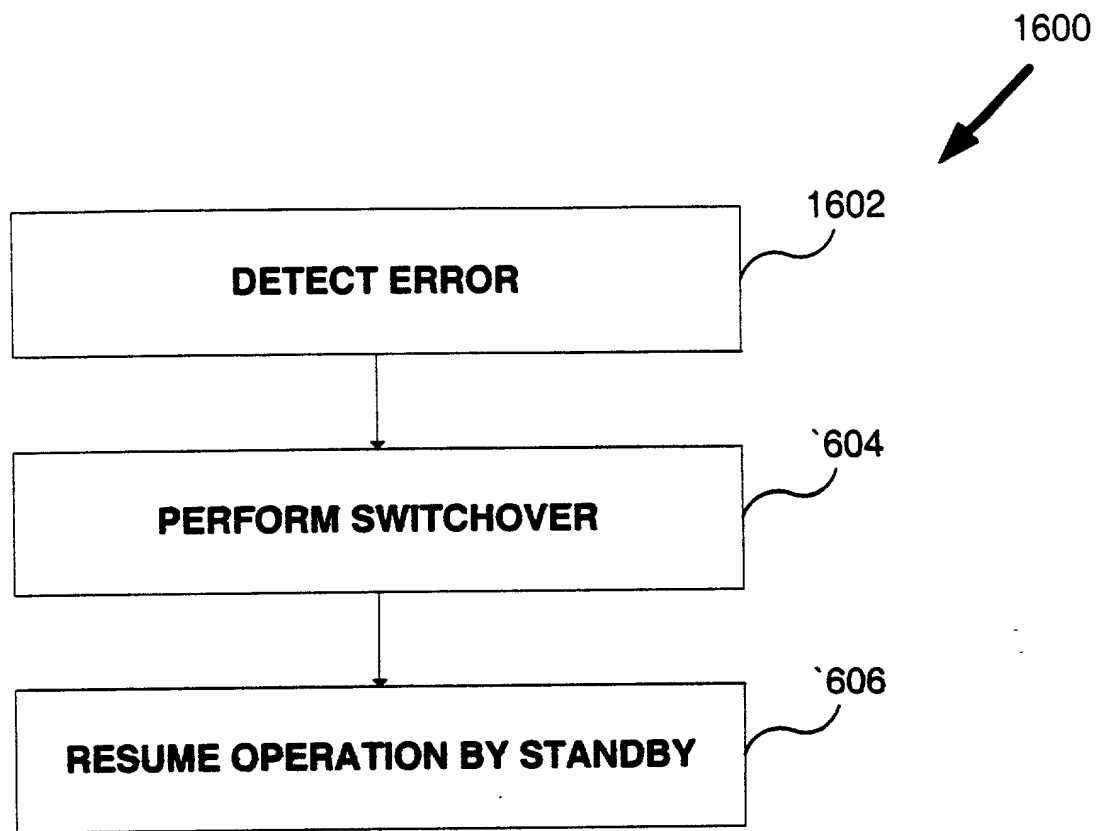 1600
1602
DETECT ERROR
`604
PERFORM SWITCHOVER
`606
RESUME OPERATION BY STANDBY